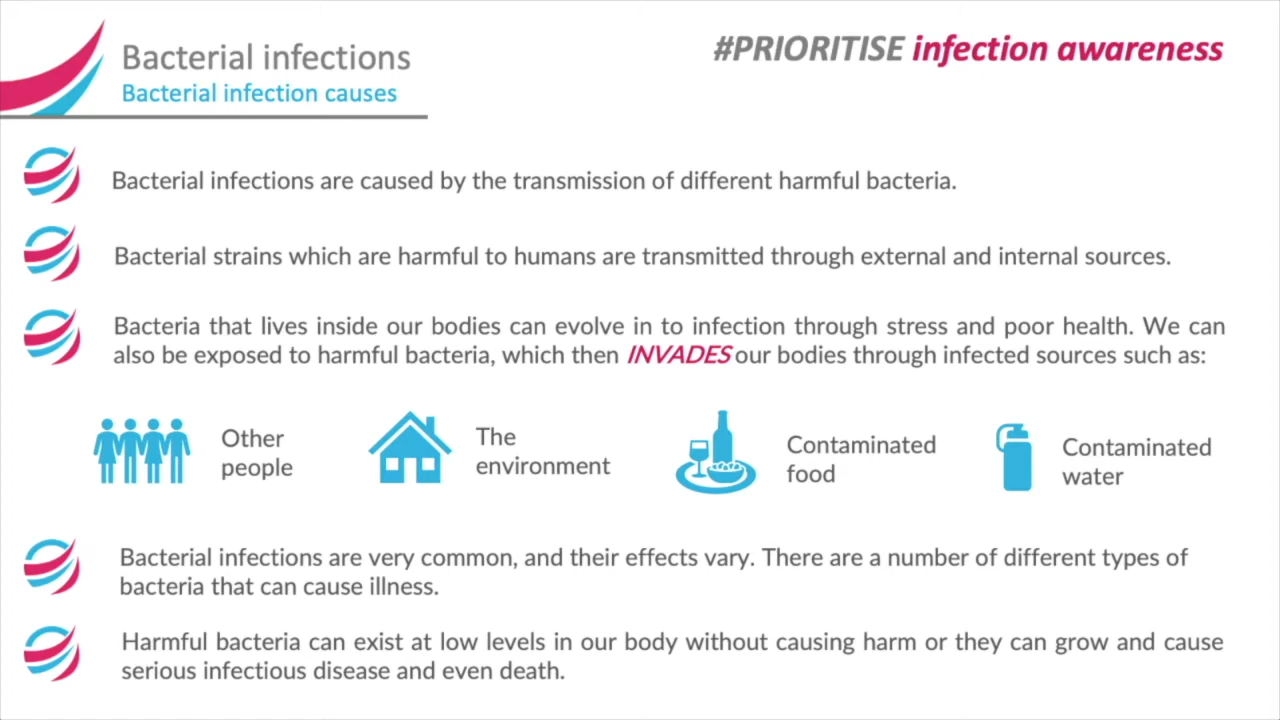 Bacterial infections
Bacterial infection causes
#PRIORITISE infection awareness
Bacterial infections are caused by the transmission of different harmful bacteria.
Bacterial strains which are harmful to humans are transmitted through external and internal sources.
Bacteria that lives inside our bodies can evolve in to infection through stress and poor health. We can
also be exposed to harmful bacteria, which then INVADES our bodies through infected sources such as:
Other
people
The
environment
Contaminated
food
Contaminated
water
Bacterial infections are very common, and their effects vary. There are a number of different types of
bacteria that can cause illness.
Harmful bacteria can exist at low levels in our body without causing harm or they can grow and cause
serious infectious disease and even death.